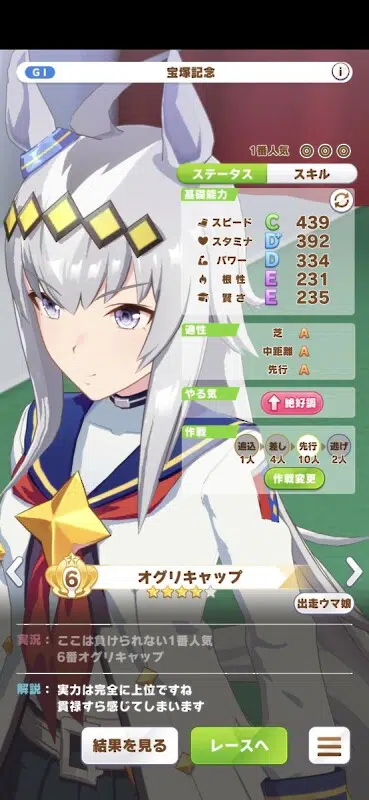 GI 宝塚記念
1番人気 ◎ ◎ ◎
ステータス スキル
基礎能力
スピード C 439
スタミナ D+ 392
パワー D 334
根性 E 231
賢さ E 235
適性
芝 A
中距離 A
先行 A
やる気 絶好調
作戦
追込 差し 先行 逃げ
1人 4人 10人 2人
作戦変更
6 オグリキャップ
出走ウマ娘
実況： ここは負けられない1番人気
6番オグリキャップ
解説： 実力は完全に上位ですね
貫禄すら感じてしまいます
結果を見る レースへ